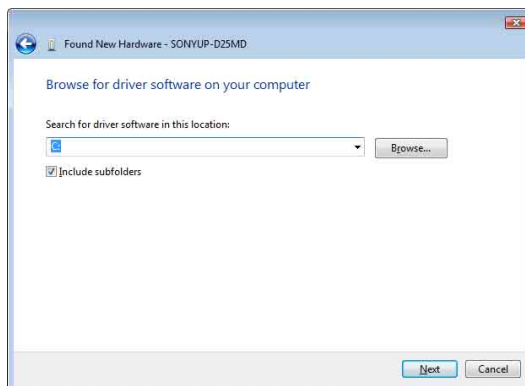 Found New Hardware - SONYUP-D25MD
Browse for driver software on your computer
Search for driver software in this location:
C:
Browse...
Include subfolders
Next
Cancel